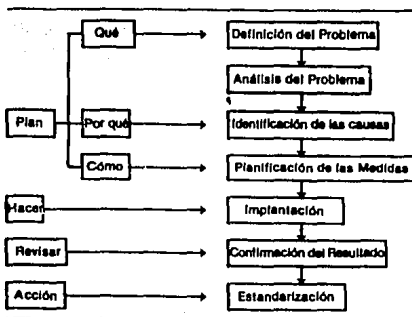 Qué
Definición del Problema
Análisis del Problema
Plan
Por qué
Identificación de las causas
Cómo
Planificación de las Medidas
Hacer
Implantación
Revisar
Confirmación del Resultado
Acción
Estandarización